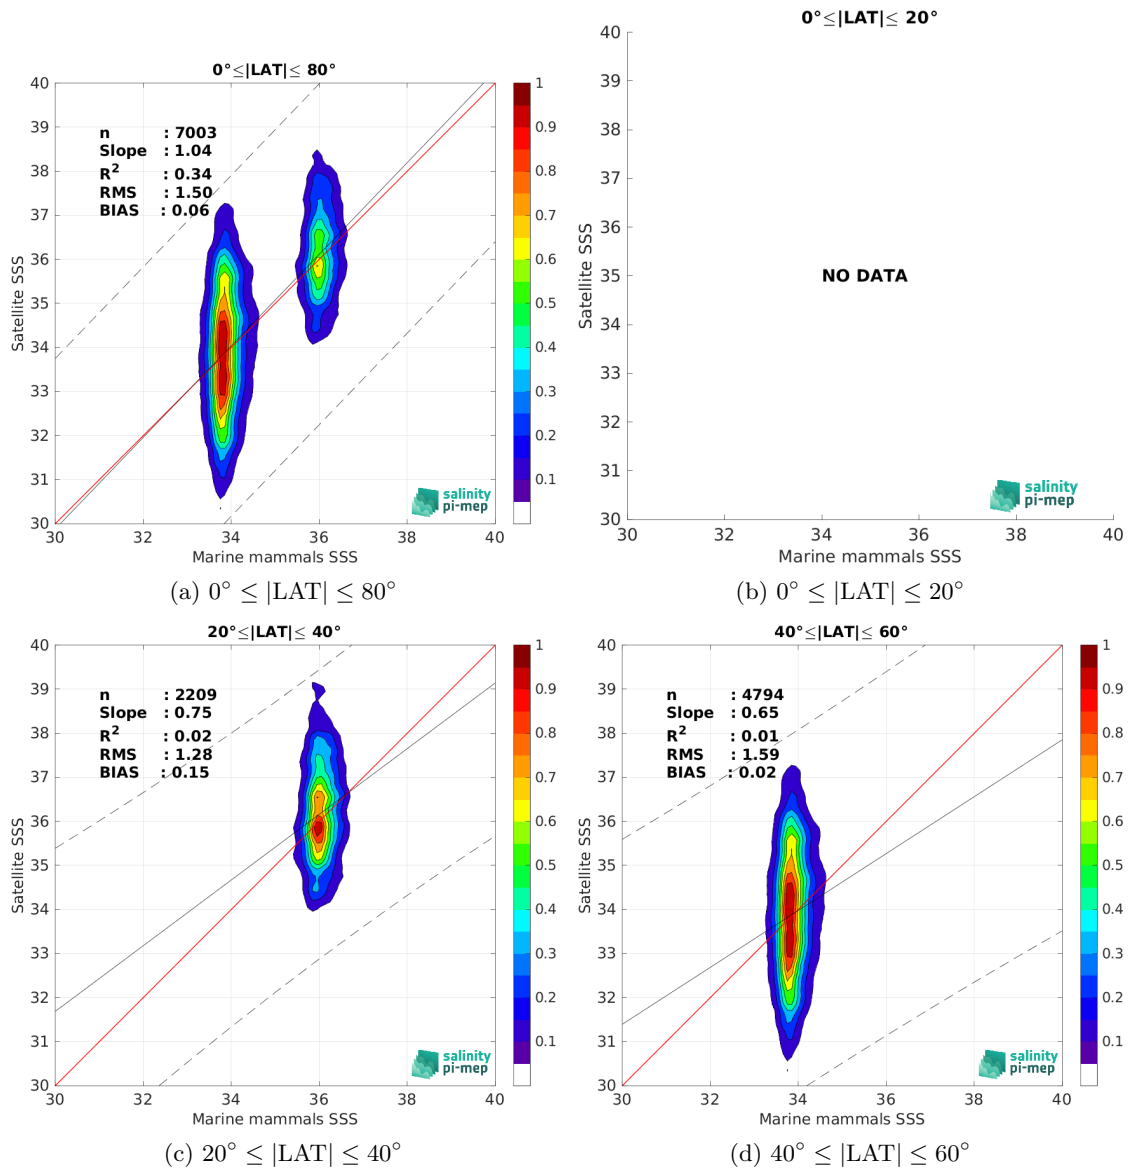 0°≤|LAT|≤ 80°
40
39
38
37
36
35
34
33
32
31
30
n : 7003
Slope : 1.04
R² : 0.34
RMS : 1.50
BIAS : 0.06
Satellite SSS
30 32 34 36 38 40
Marine mammals SSS
salinity
pi-mep
1
0.9
0.8
0.7
0.6
0.5
0.4
0.3
0.2
0.1
(a) 0° ≤ |LAT| ≤ 80°
0°≤|LAT|≤ 20°
40
39
38
37
36
35
34
33
32
31
30
Satellite SSS
NO DATA
salinity
pi-mep
30 32 34 36 38 40
Marine mammals SSS
(b) 0° ≤ |LAT| ≤ 20°
20°≤|LAT|≤ 40°
40
39
38
37
36
35
34
33
32
31
30
n : 2209
Slope : 0.75
R² : 0.02
RMS : 1.28
BIAS : 0.15
Satellite SSS
salinity
pi-mep
30 32 34 36 38 40
Marine mammals SSS
1
0.9
0.8
0.7
0.6
0.5
0.4
0.3
0.2
0.1
(c) 20° ≤ |LAT| ≤ 40°
40°≤|LAT|≤ 60°
40
39
38
37
36
35
34
33
32
31
30
n : 4794
Slope : 0.65
R² : 0.01
RMS : 1.59
BIAS : 0.02
Satellite SSS
salinity
pi-mep
30 32 34 36 38 40
Marine mammals SSS
1
0.9
0.8
0.7
0.6
0.5
0.4
0.3
0.2
0.1
(d) 40° ≤ |LAT| ≤ 60°